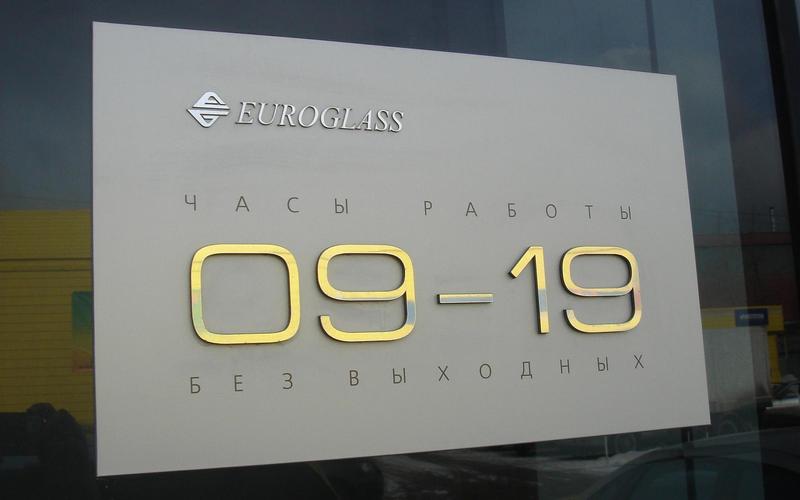 EUROGLASS
ЧАСЫ РАБОТЫ
09-19
БЕЗ ВЫХОДНЫХ